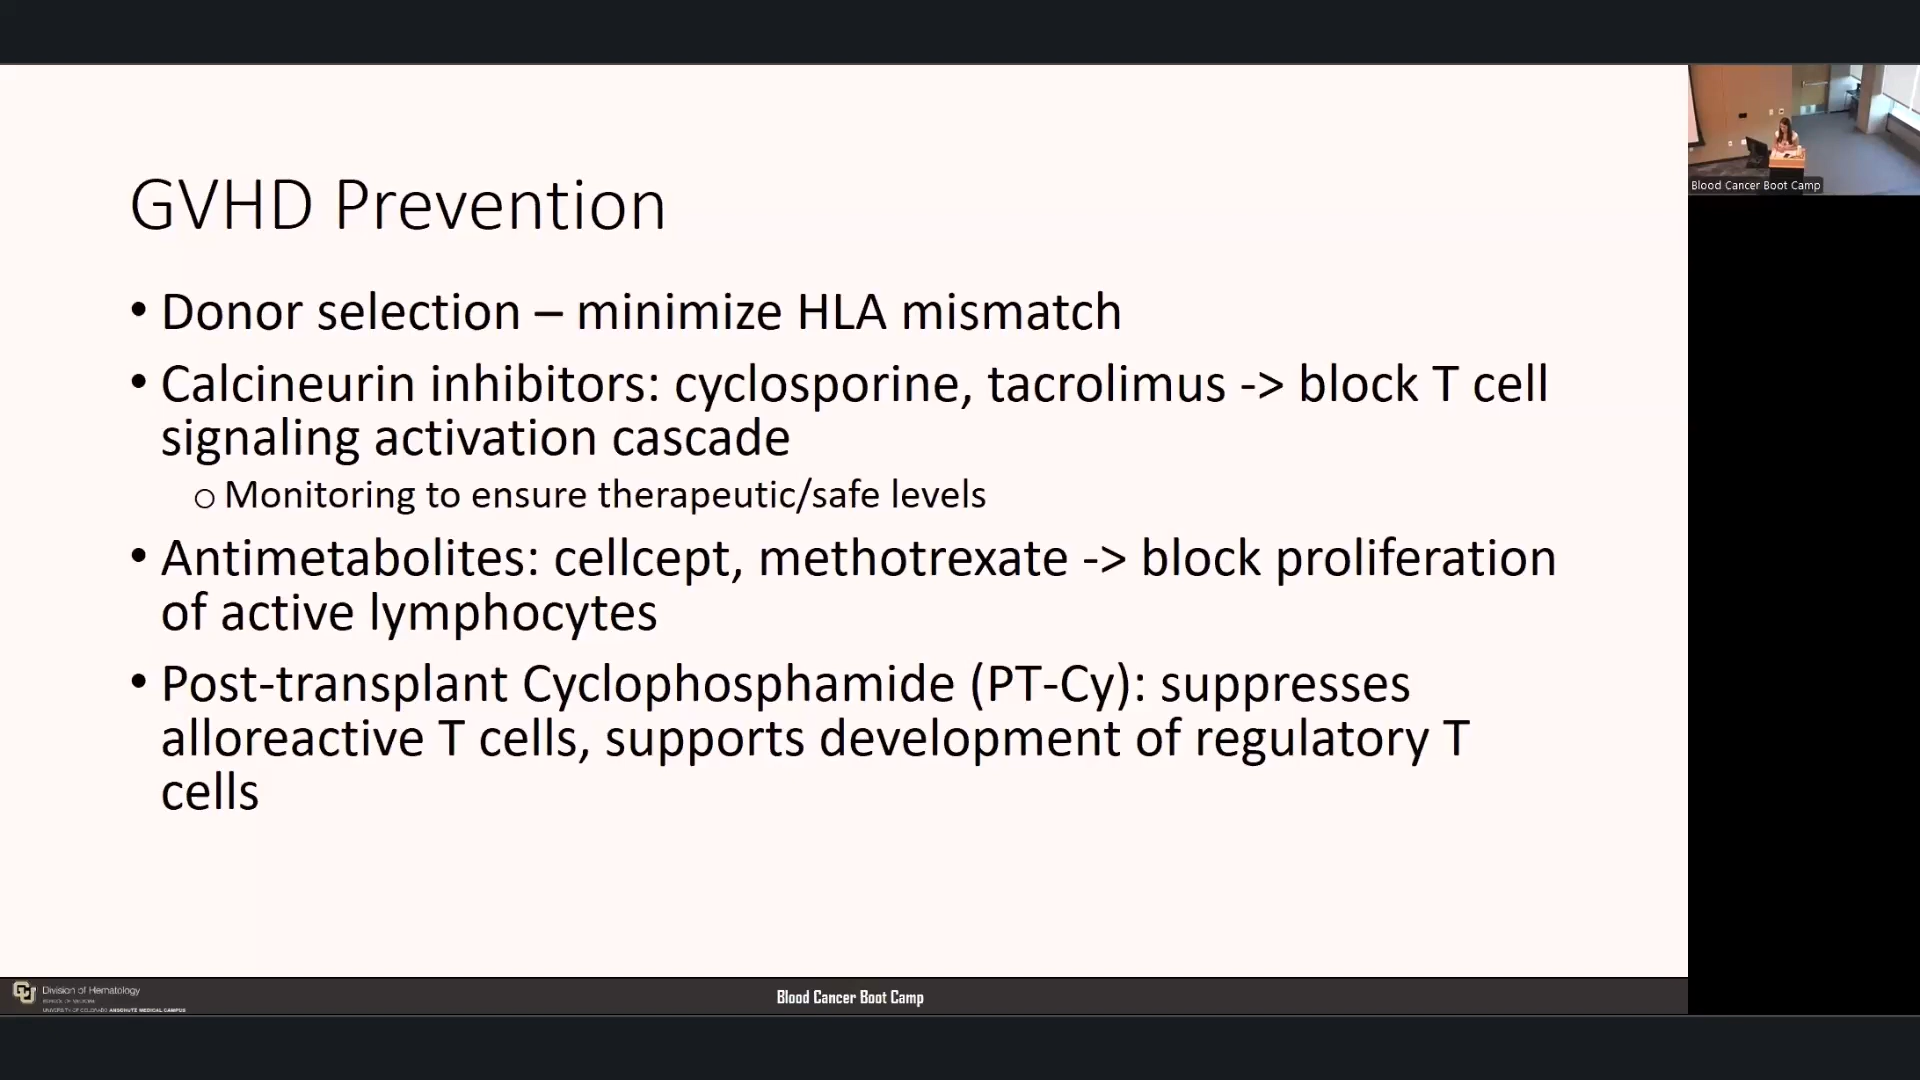 Blood Cancer Boot Camp
GVHD Prevention
• Donor selection – minimize HLA mismatch
• Calcineurin inhibitors: cyclosporine, tacrolimus -> block T cell
signaling activation cascade
o Monitoring to ensure therapeutic/safe levels
• Antimetabolites: cellcept, methotrexate -> block proliferation
of active lymphocytes
• Post-transplant Cyclophosphamide (PT-Cy): suppresses
alloreactive T cells, supports development of regulatory T
cells
Division of Hematology
SCHOOL OF MEDICINE
UNIVERSITY OF COLORADO ANSCHUTZ MEDICAL CAMPUS
Blood Cancer Boot Camp